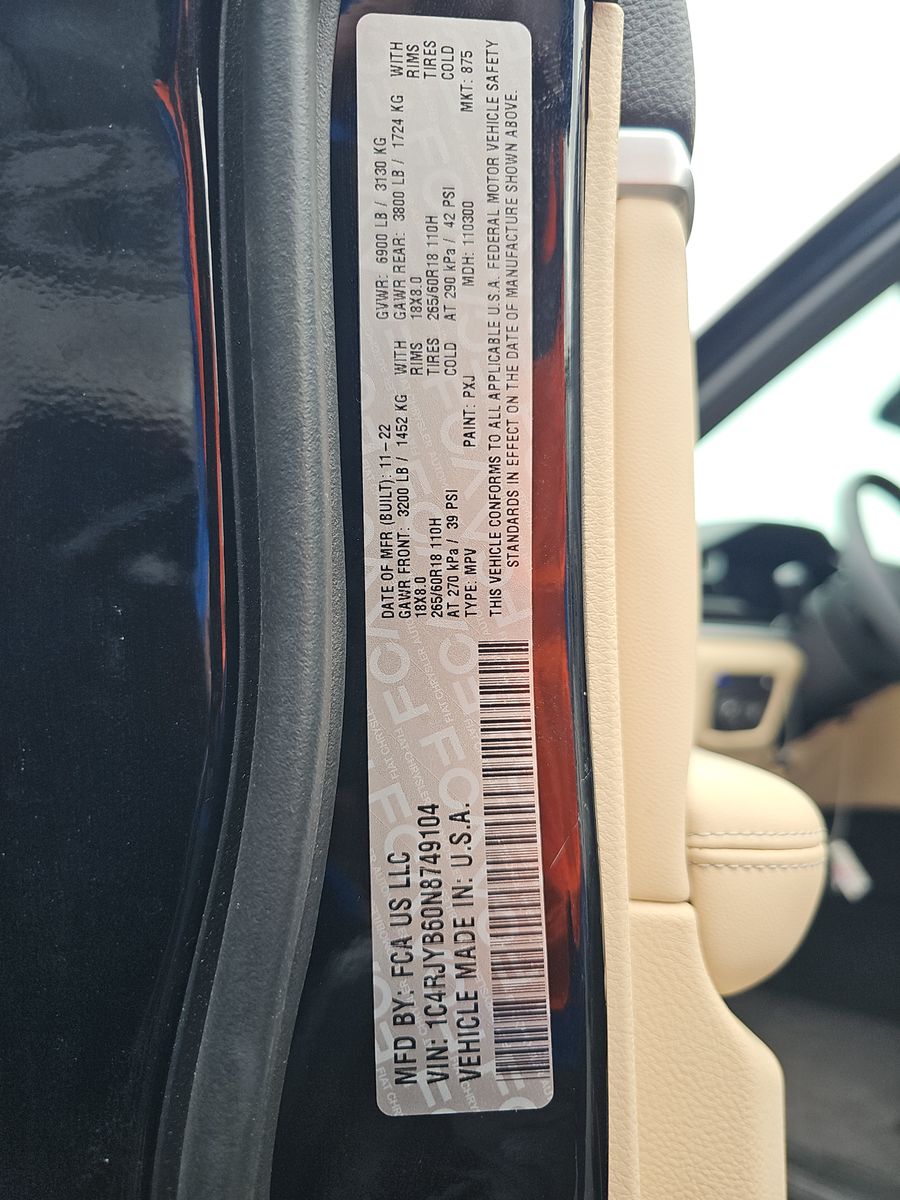 MFD BY: FCA US LLC
VIN: 1C4RJYB60N8749104
VEHICLE MADE IN: U.S.A.
DATE OF MFR (BUILT): 11-22 GVWR: 6900 LB / 3130 KG
GAWR FRONT: 3200 LB / 1452 KG WITH GAWR REAR: 3800 LB / 1724 KG WITH
18X8.0 RIMS 18X8.0 RIMS
265/60R18 110H TIRES 265/60R18 110H TIRES
AT 270 kPa / 39 PSI COLD AT 290 kPa / 42 PSI COLD
TYPE: MPV PAINT: PXJ MDH: 110300 MKT: 875
THIS VEHICLE CONFORMS TO ALL APPLICABLE U.S.A. FEDERAL MOTOR VEHICLE SAFETY
STANDARDS IN EFFECT ON THE DATE OF MANUFACTURE SHOWN ABOVE.